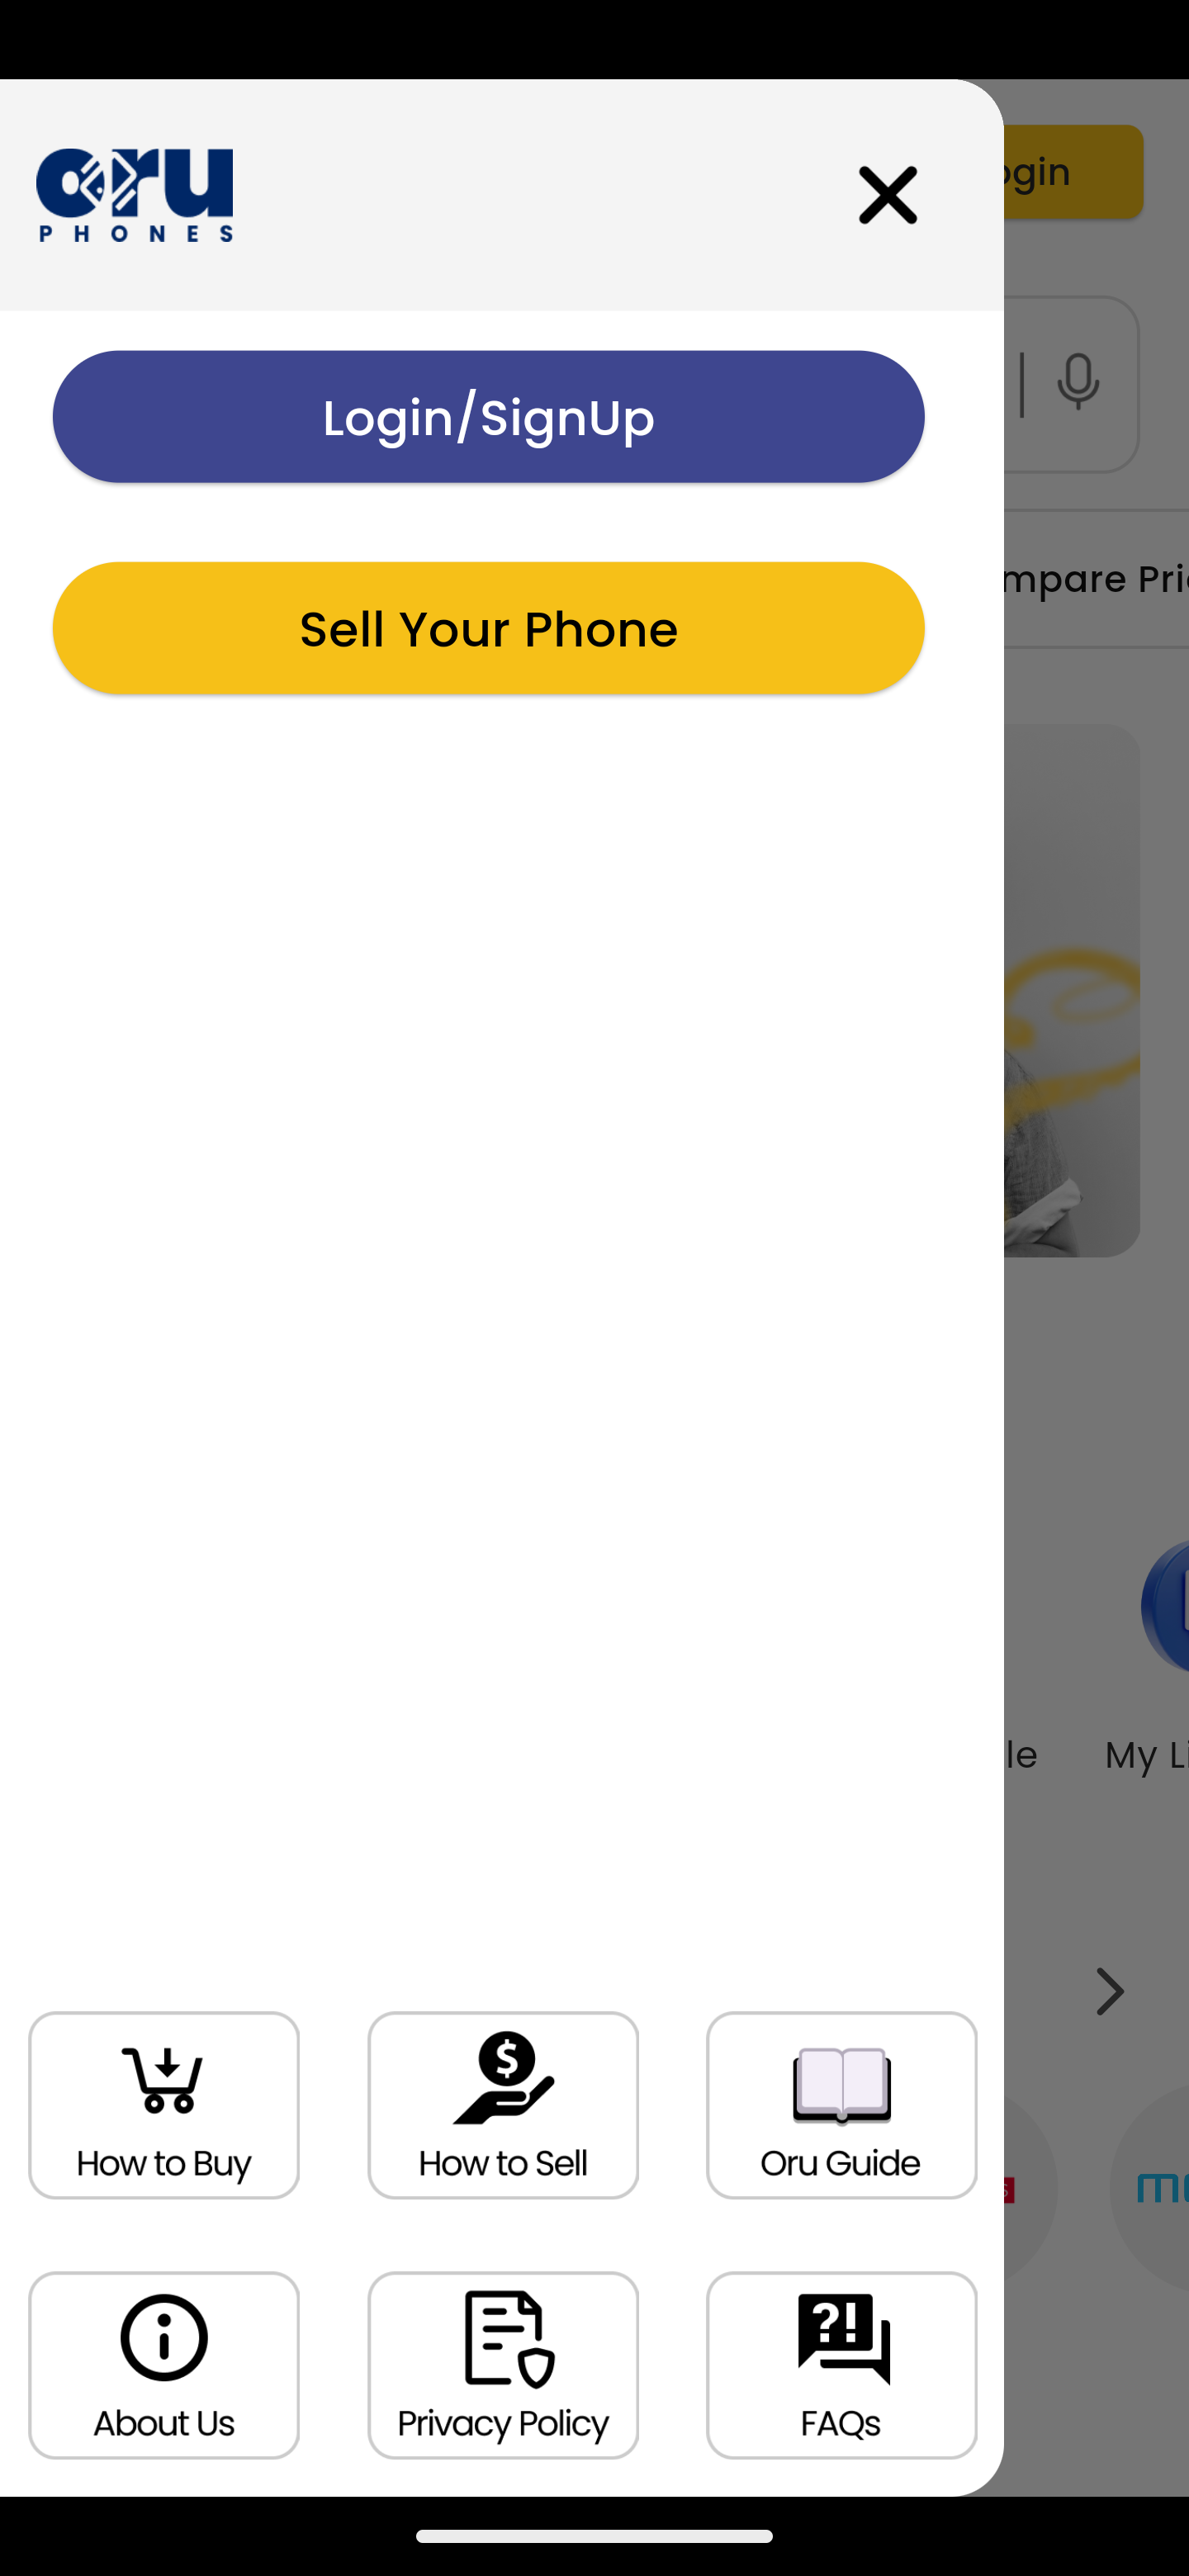 oru
PHONES
Login/SignUp
Sell Your Phone
How to Buy
How to Sell
Oru Guide
About Us
Privacy Policy
FAQs
ogin
mpare Pri
le
My Li